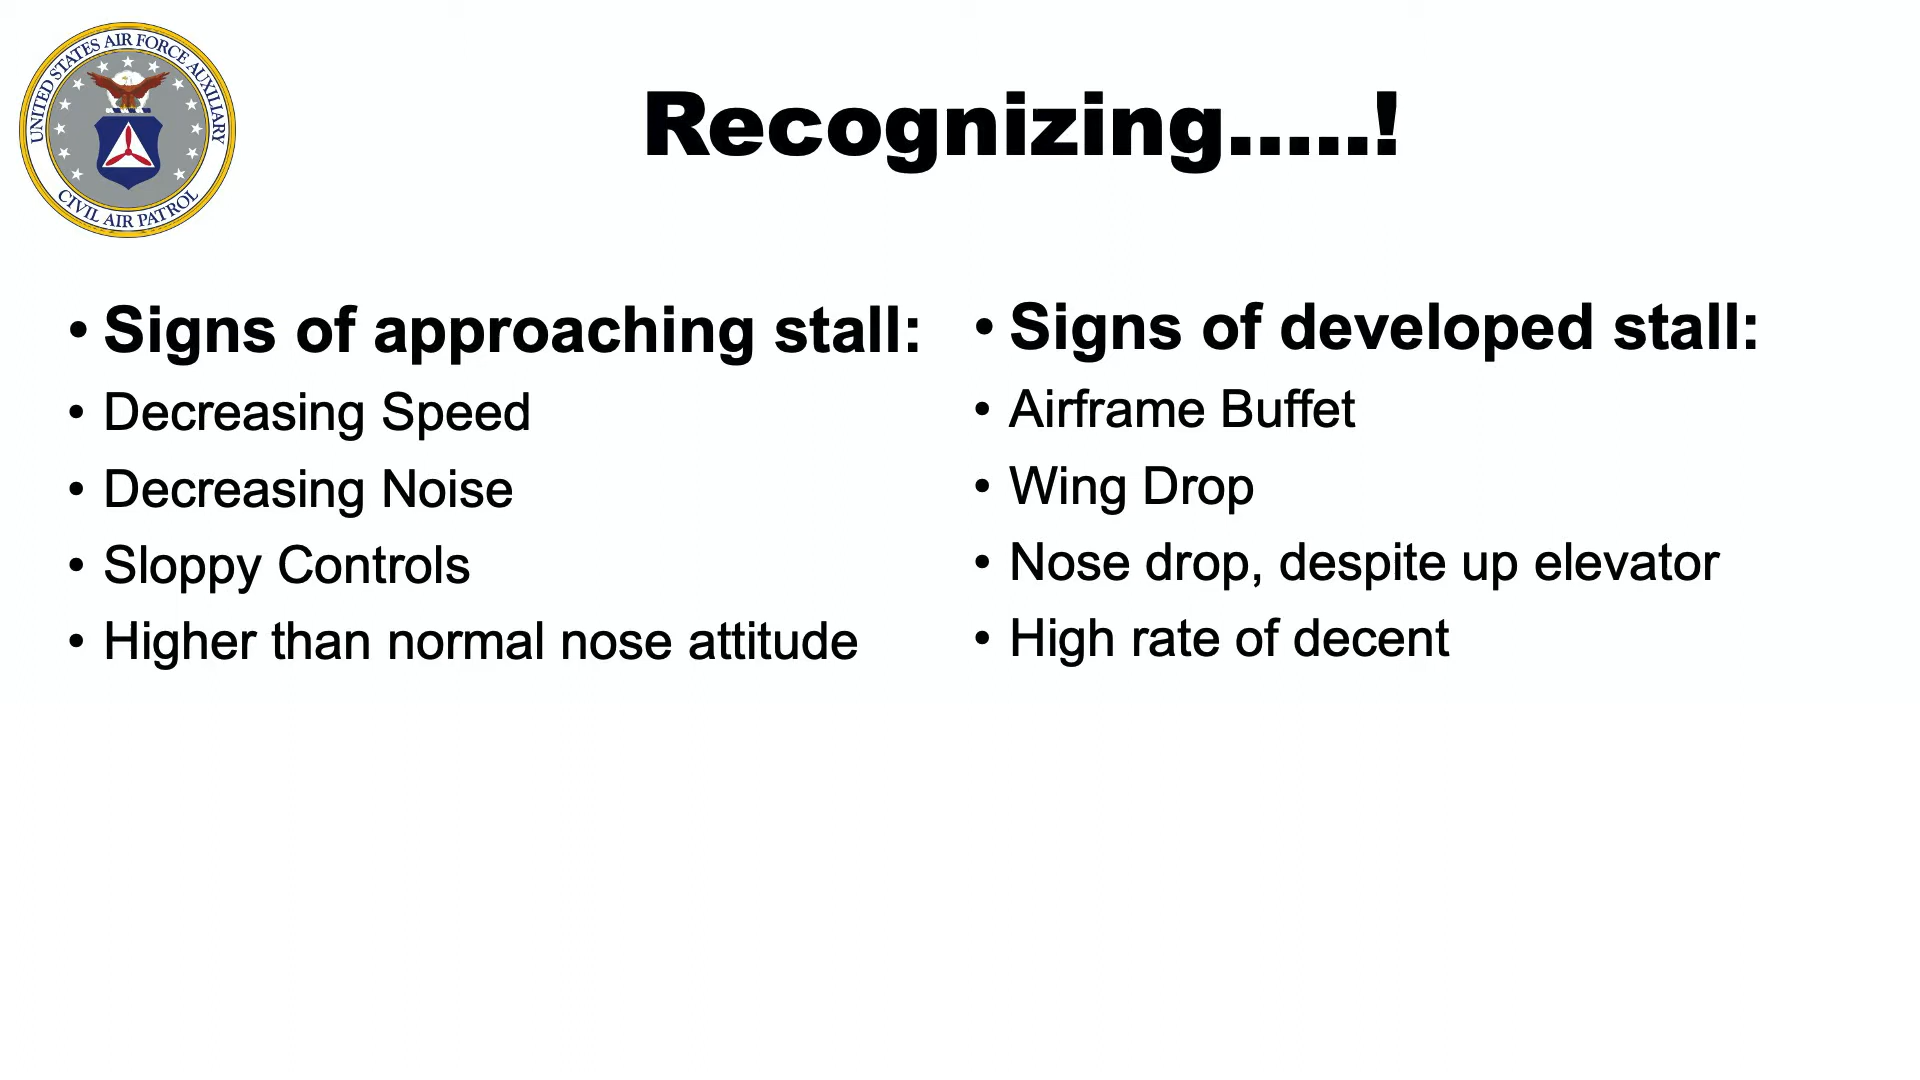 UNITED STATES AIR FORCE AUXILIARY
CIVIL AIR PATROL
Recognizing.....!
• Signs of approaching stall:
• Decreasing Speed
• Decreasing Noise
• Sloppy Controls
• Higher than normal nose attitude
• Signs of developed stall:
• Airframe Buffet
• Wing Drop
• Nose drop, despite up elevator
• High rate of decent